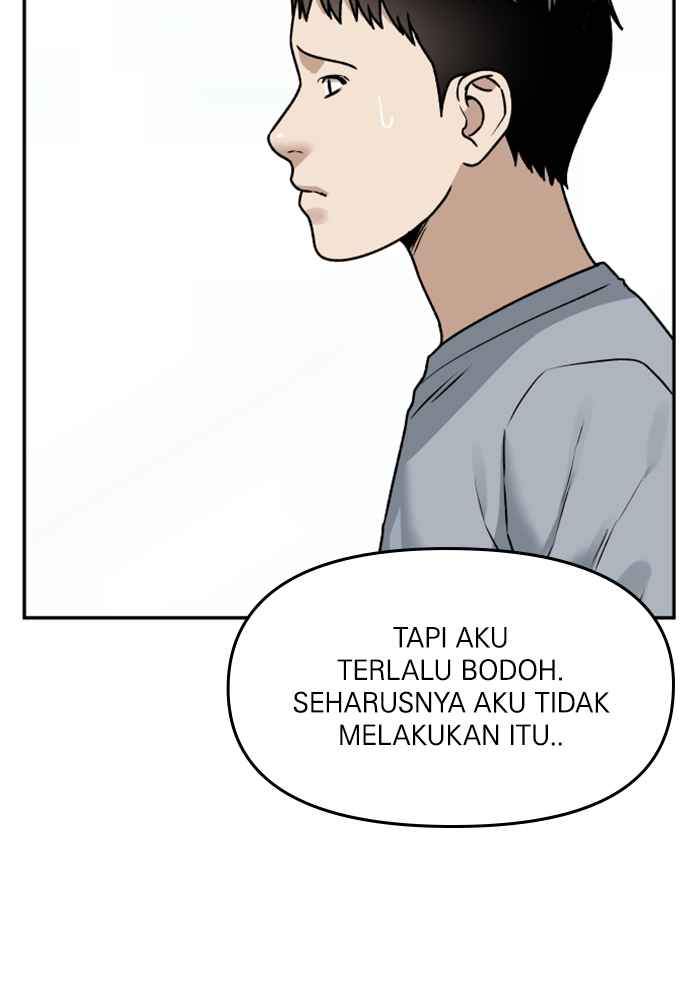 TAPI AKU
TERLALU BODOH.
SEHARUSNYA AKU TIDAK
MELAKUKAN ITU..